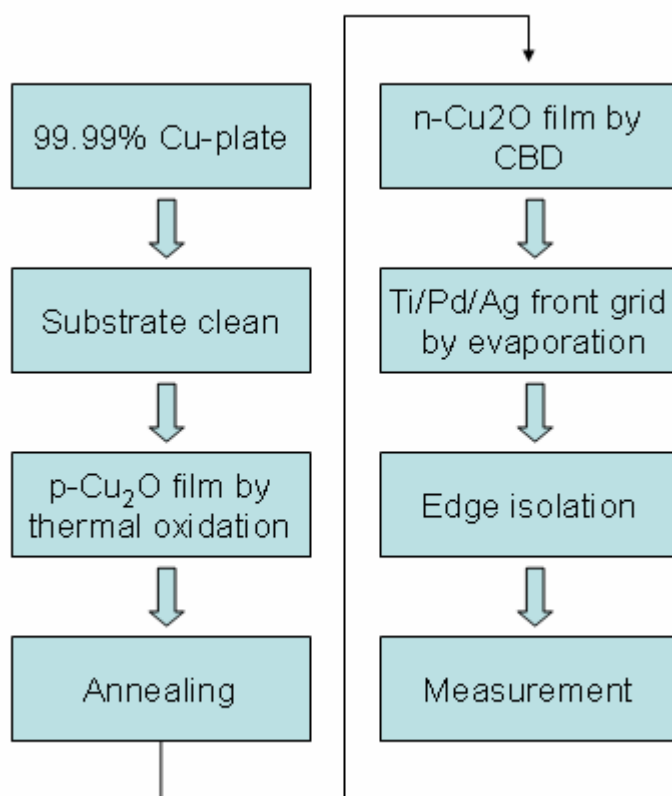 99.99% Cu-plate
Substrate clean
p-Cu₂O film by
thermal oxidation
Annealing
n-Cu2O film by
CBD
Ti/Pd/Ag front grid
by evaporation
Edge isolation
Measurement